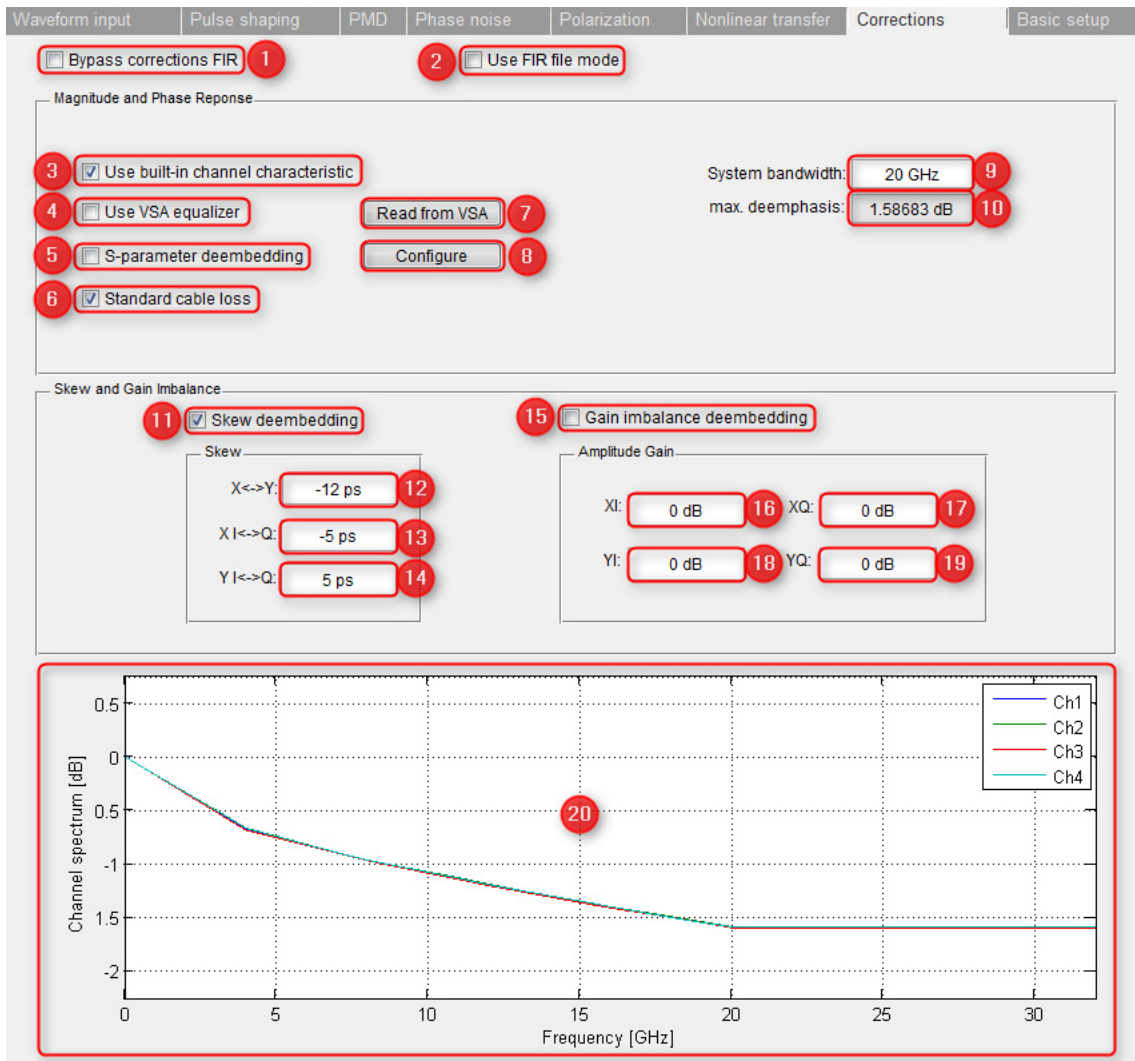 Waveform input Pulse shaping PMD Phase noise Polarization Nonlinear transfer Corrections Basic setup
Bypass corrections FIR 1 2 Use FIR file mode
Magnitude and Phase Reponse
3 Use built-in channel characteristic System bandwidth: 20 GHz 9
4 Use VSA equalizer Read from VSA 7 max. deemphasis: 1.58683 dB 10
5 S-parameter deembedding Configure 8
6 Standard cable loss
Skew and Gain Imbalance
11 Skew deembedding 15 Gain imbalance deembedding
Skew Amplitude Gain
X<->Y: -12 ps 12
XI: 0 dB 16 XQ: 0 dB 17
X I<->Q: -5 ps 13
YI: 0 dB 18 YQ: 0 dB 19
Y I<->Q: 5 ps 14
Channel spectrum [dB]
0.5
0
0.5
-1
1.5
-2
20
Ch1
Ch2
Ch3
Ch4
0 5 10 15 20 25 30
Frequency [GHz]